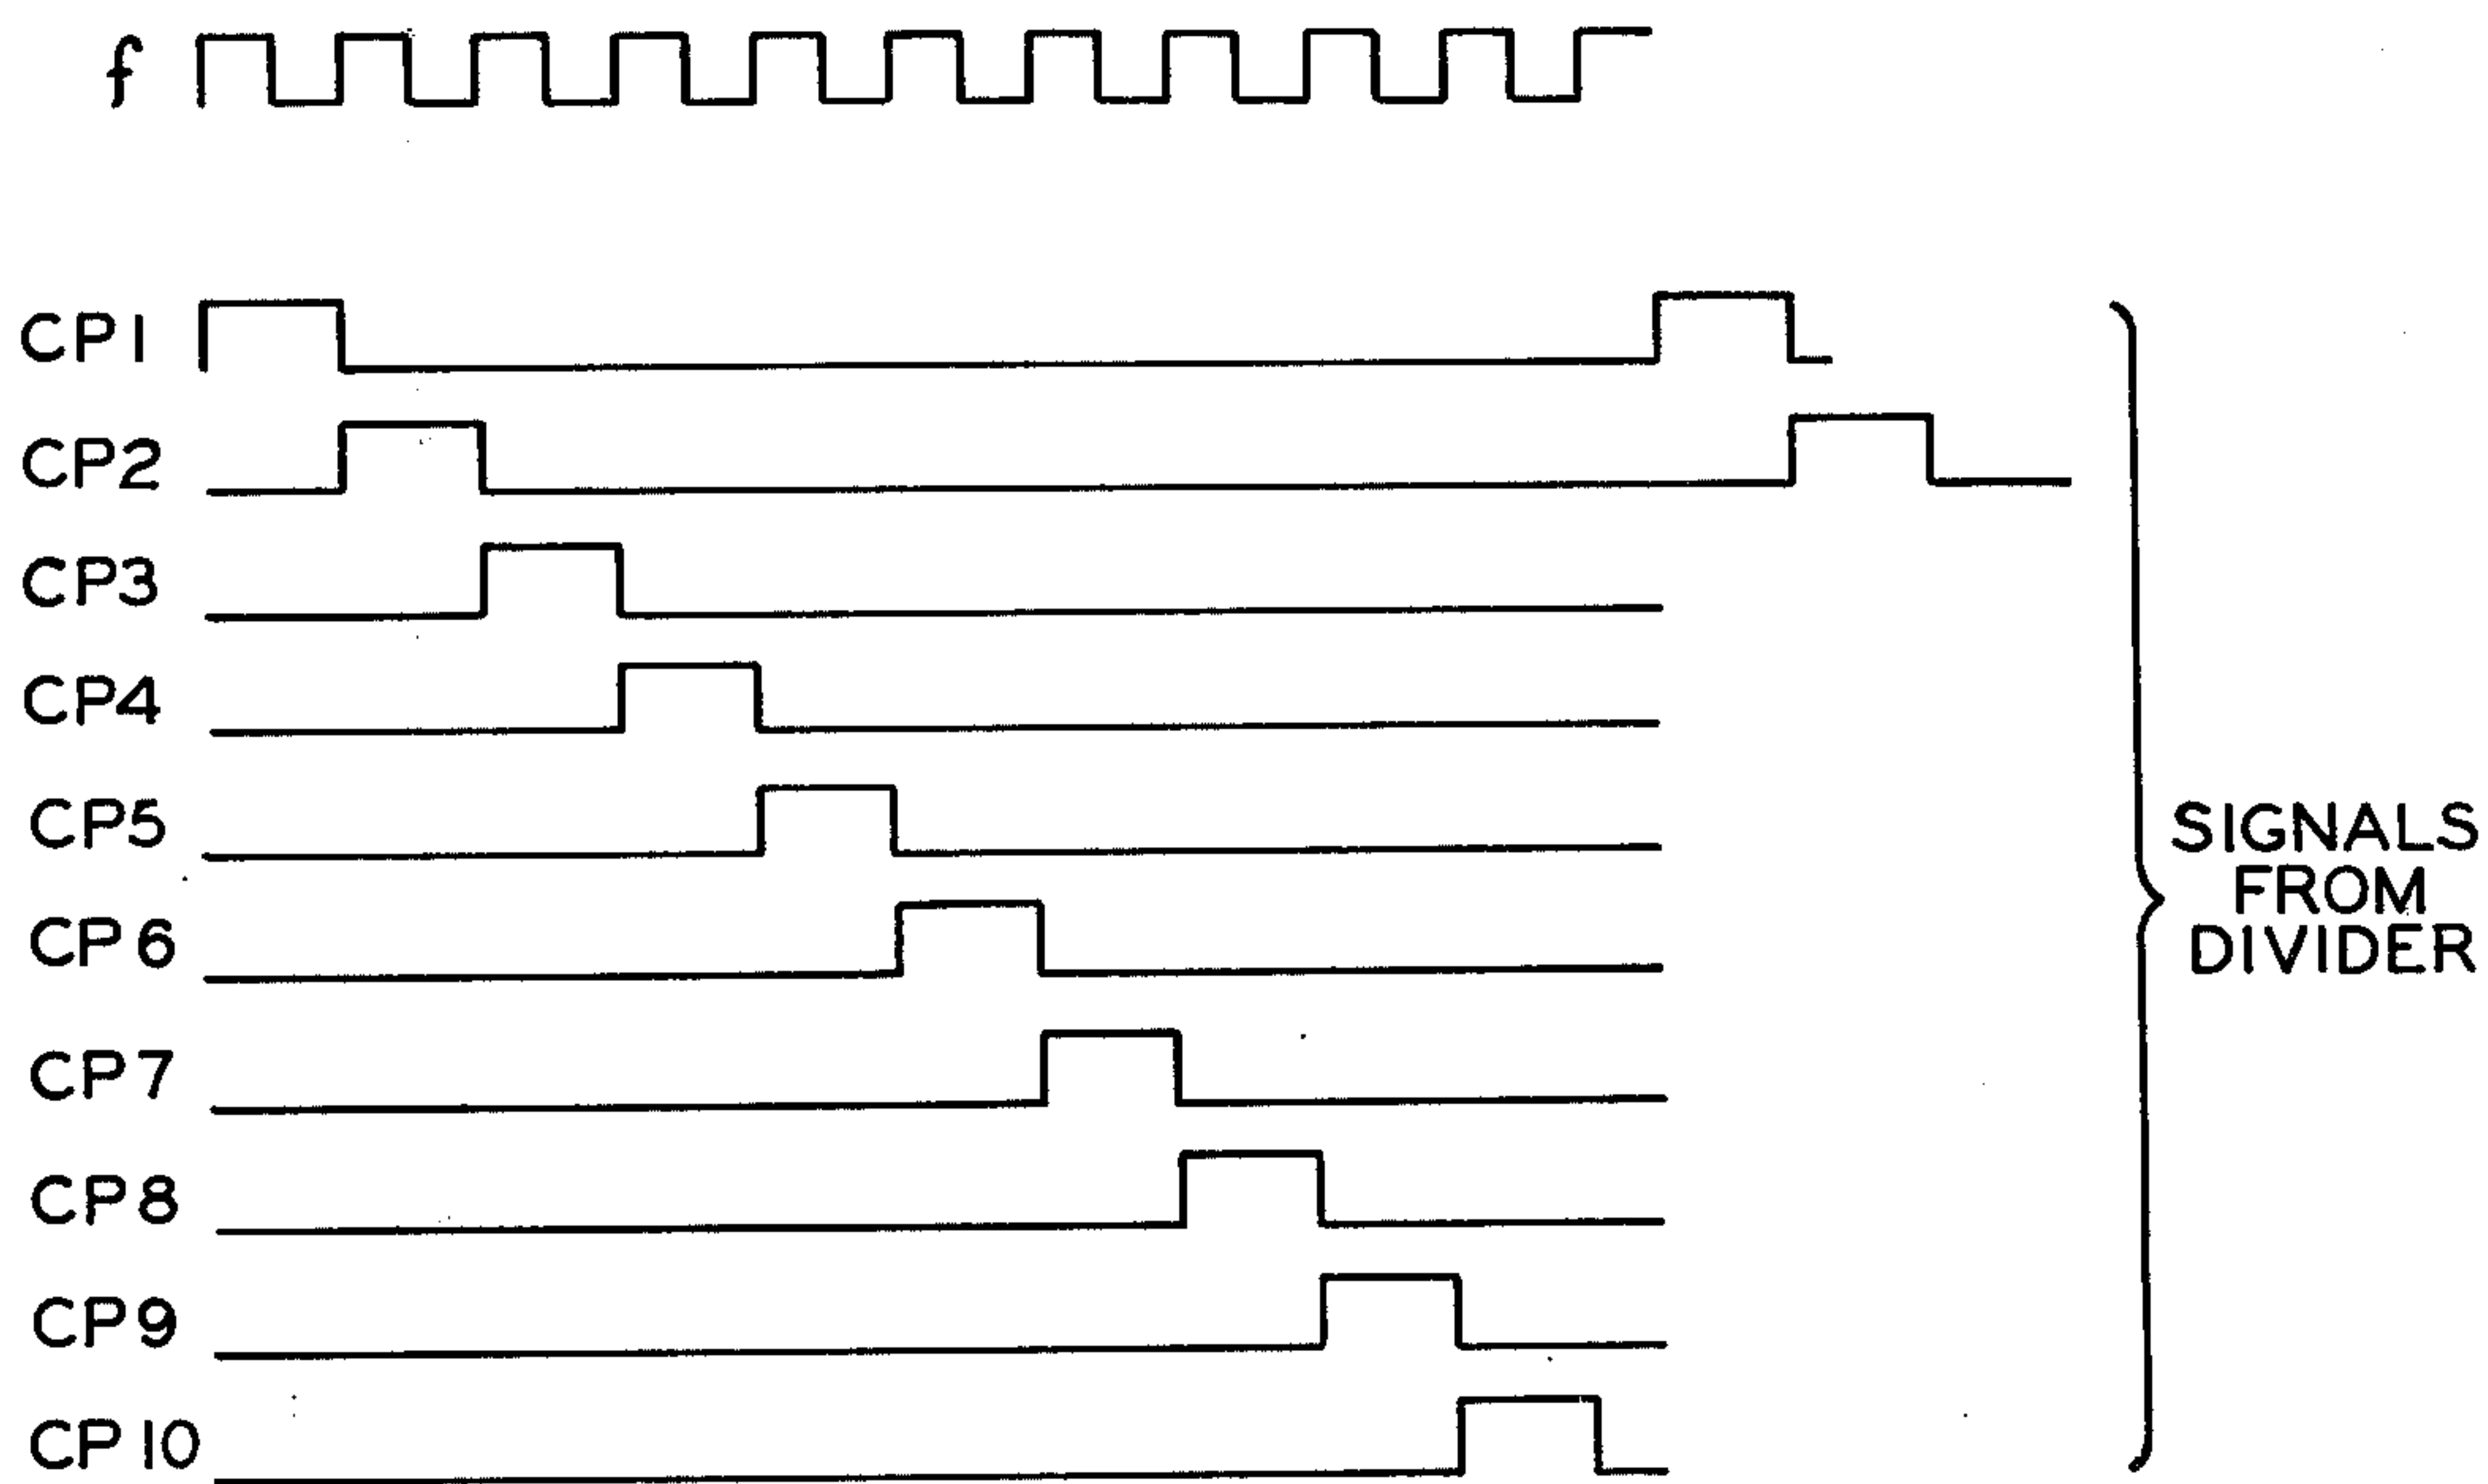 f
CP1
CP2
CP3
CP4
CP5
CP6
CP7
CP8
CP9
CP10
SIGNALS
FROM
DIVIDER